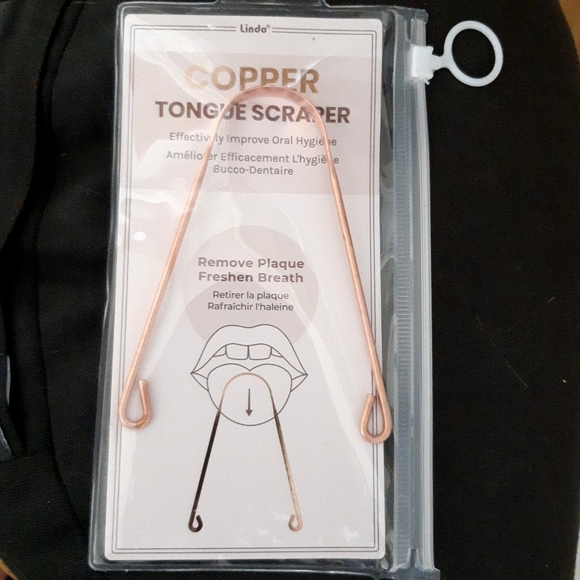 Lindo®
COPPER
TONGUE SCRAPER
Effectively Improve Oral Hygiene
Améliorer Efficacement L'hygiène
Bucco-Dentaire
Remove Plaque
Freshen Breath
Retirer la plaque
Rafraîchir l'haleine